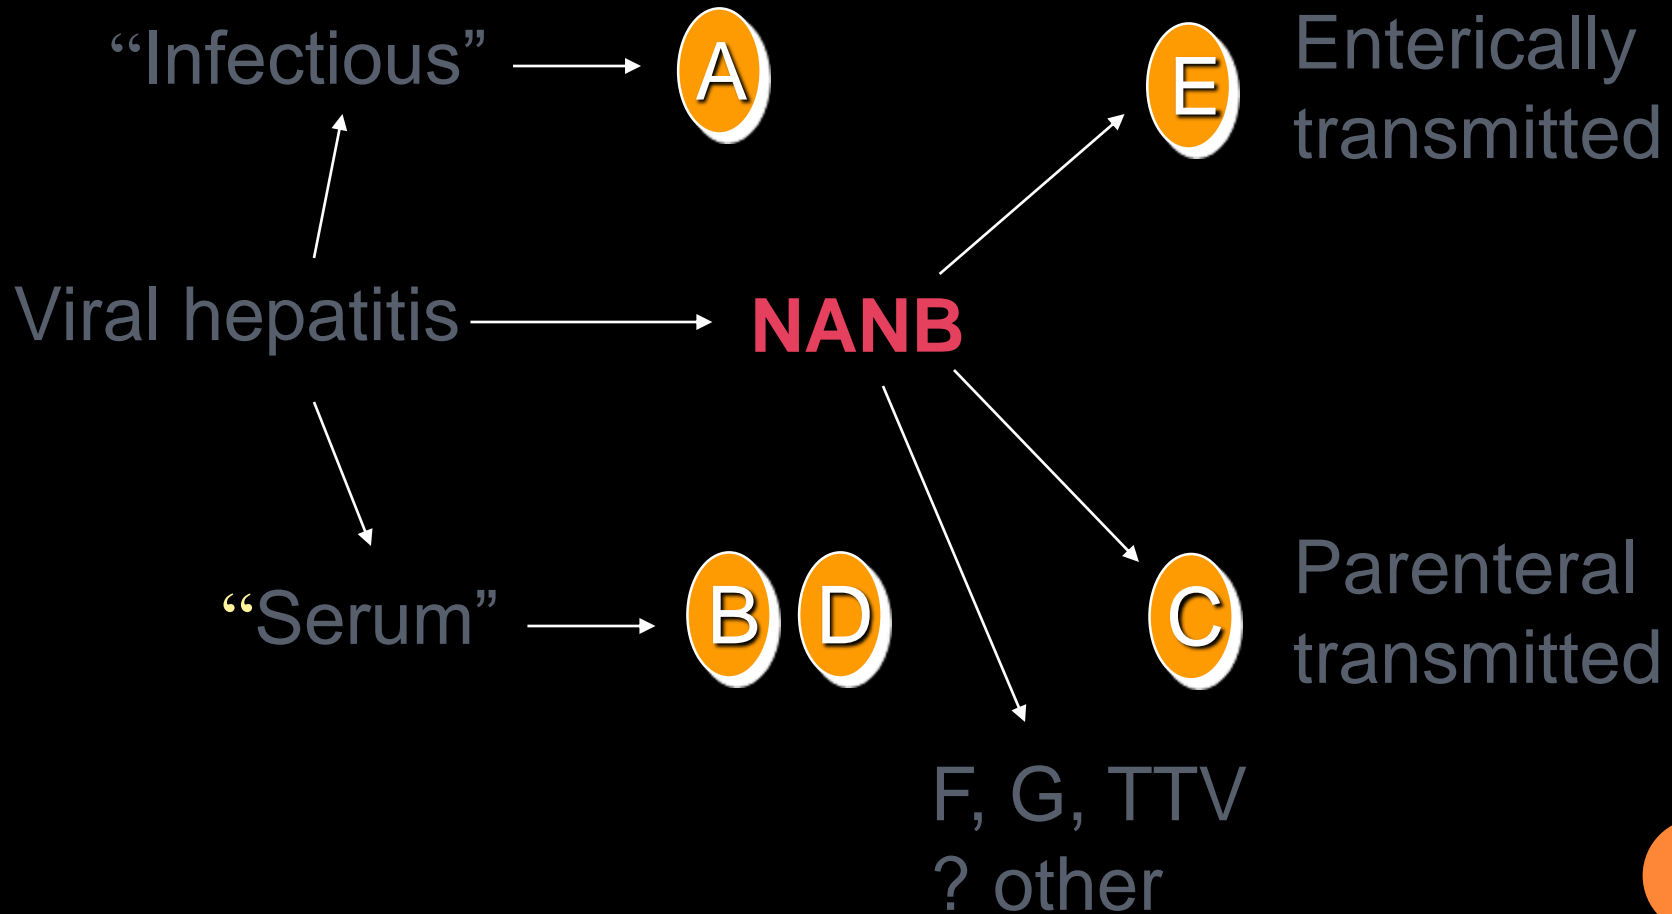 “Infectious”
A
E
Enterically
transmitted
Viral hepatitis
NANB
“Serum”
B
D
C
Parenteral
transmitted
F, G, TTV
? other